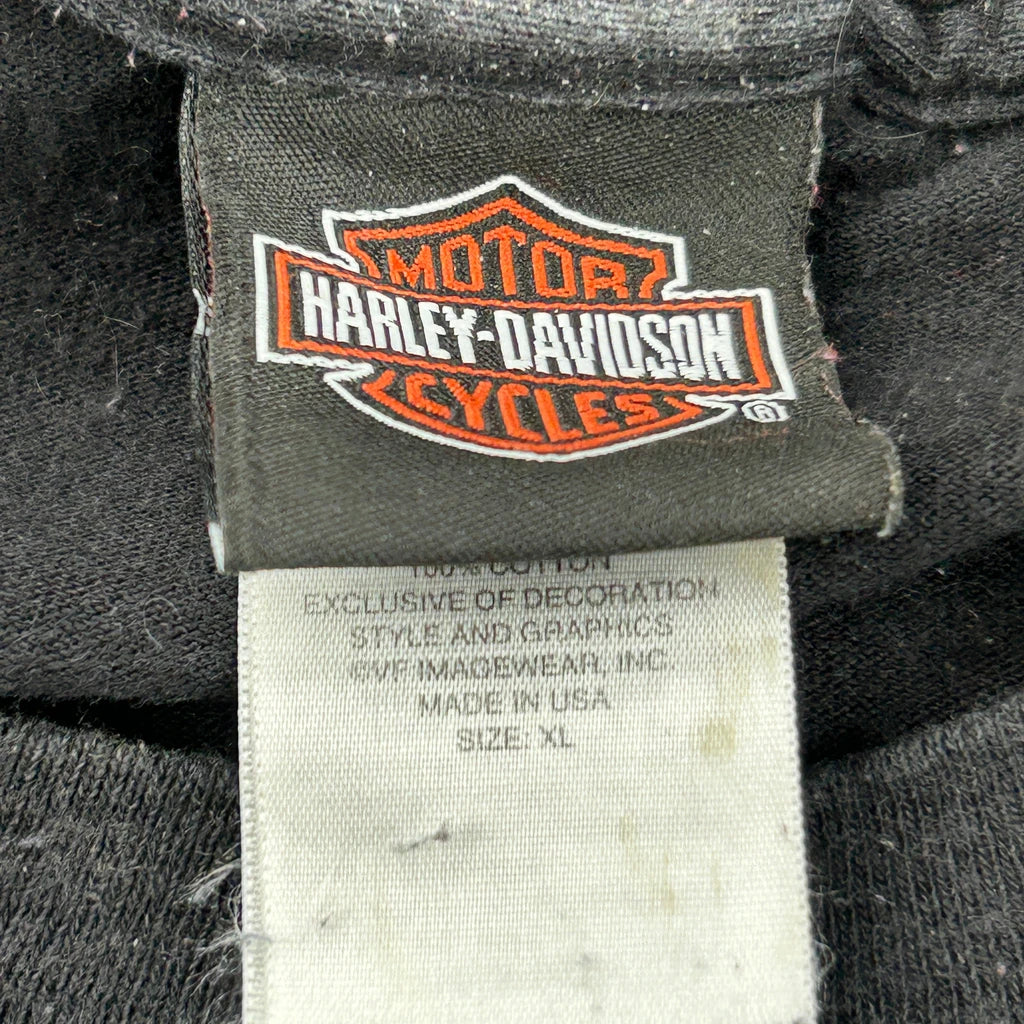 MOTOR
HARLEY-DAVIDSON
CYCLES
®
100% COTTON
EXCLUSIVE OF DECORATION
STYLE AND GRAPHICS
©VF IMAGEWEAR, INC.
MADE IN USA
SIZE: XL